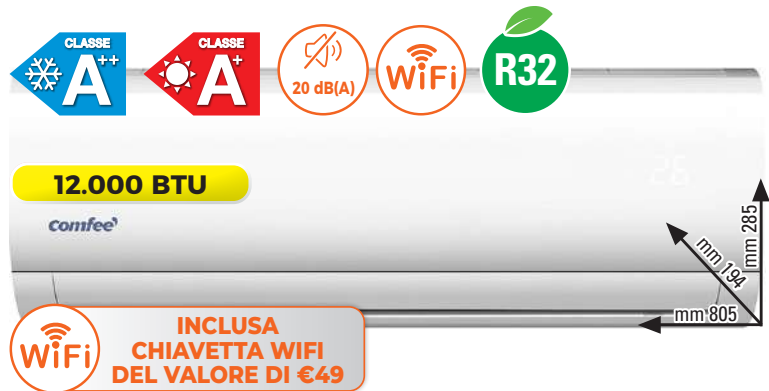 CLASSE
A++
CLASSE
A+
20 dB(A)
WiFi
R32
12.000 BTU
26
comfee'
mm 285
mm 194
mm 805
WiFi
INCLUSA
CHIAVETTA WIFI
DEL VALORE DI €49